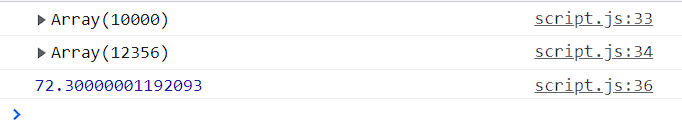 Array(10000) script.js:33
Array(12356) script.js:34
72.30000001192093 script.js:36